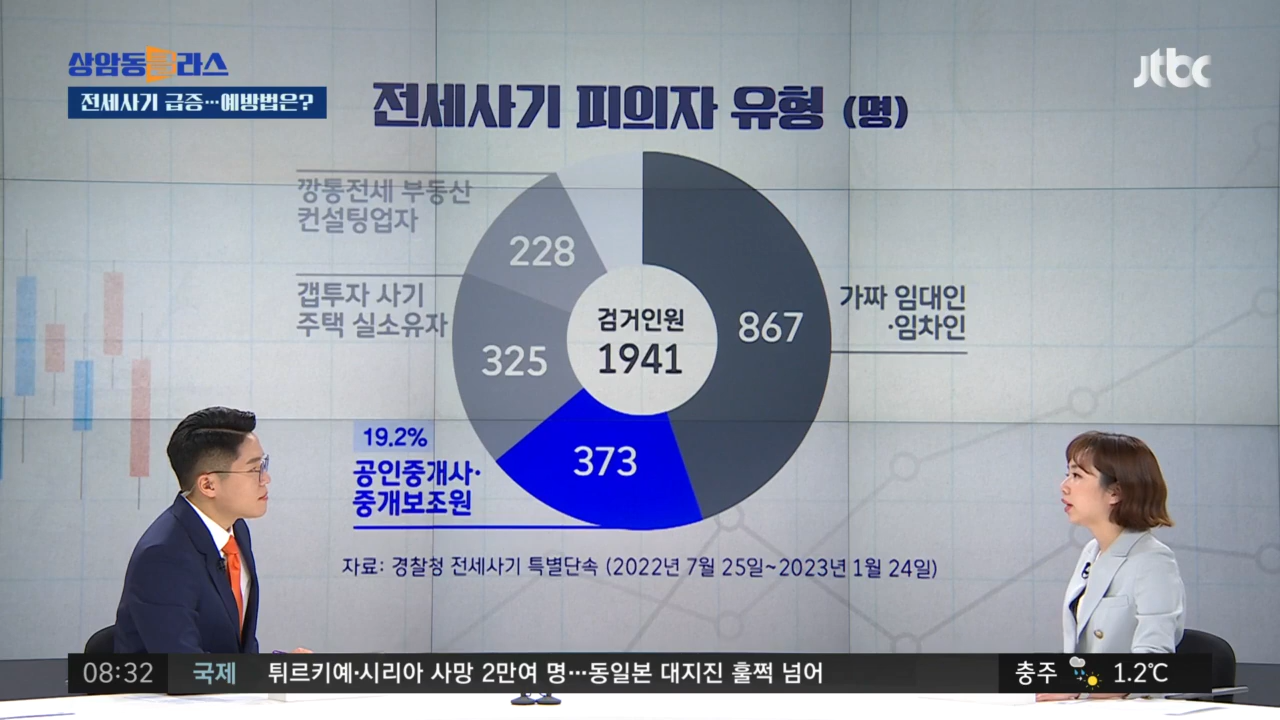 상암동클라스
jtbc
전세사기 급증…예방법은?
전세사기 피의자 유형 (명)
깡통전세 부동산
컨설팅업자
228
갭투자 사기
주택 실소유자
325
검거인원
1941
867
가짜 임대인
·임차인
19.2%
공인중개사·
중개보조원
373
자료: 경찰청 전세사기 특별단속 (2022년 7월 25일~2023년 1월 24일)
08:32 국제 튀르키예·시리아 사망 2만여 명…동일본 대지진 훌쩍 넘어 충주 1.2℃